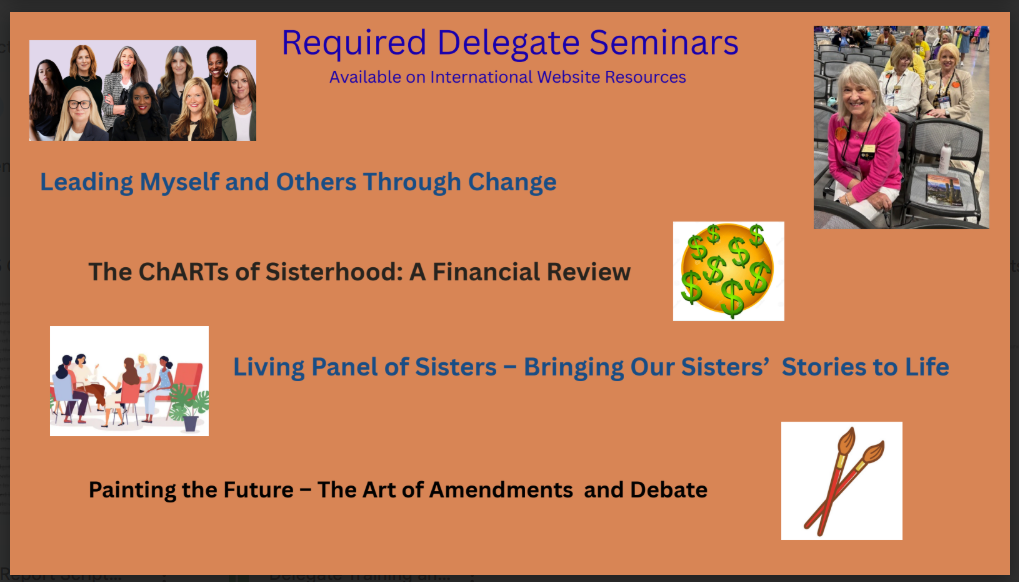 Required Delegate Seminars
Available on International Website Resources
Leading Myself and Others Through Change
The ChARTs of Sisterhood: A Financial Review
Living Panel of Sisters – Bringing Our Sisters’ Stories to Life
Painting the Future – The Art of Amendments and Debate